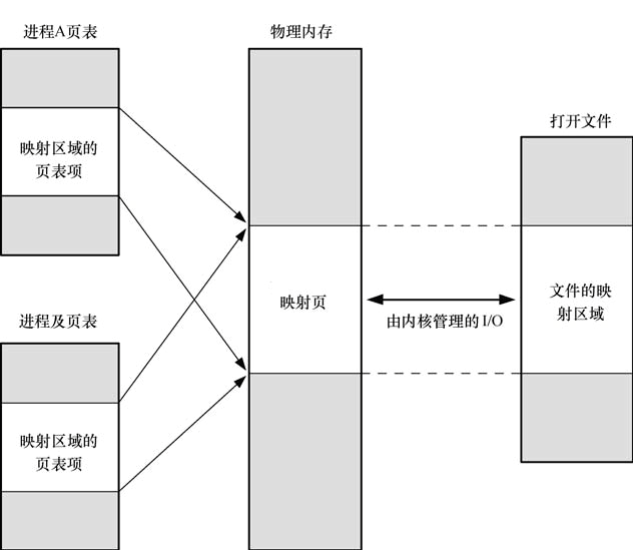 进程A页表
物理内存
打开文件
映射区域的
页表项
进程及页表
映射区域的
页表项
映射页
由内核管理的 I/O
文件的映
射区域